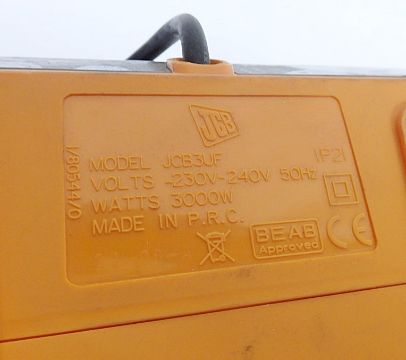 JCB
MODEL JCB3UF
IP21
VOLTS ~230V-240V 50Hz
WATTS 3000W
MADE IN P.R.C.
BEAB
Approved
CE